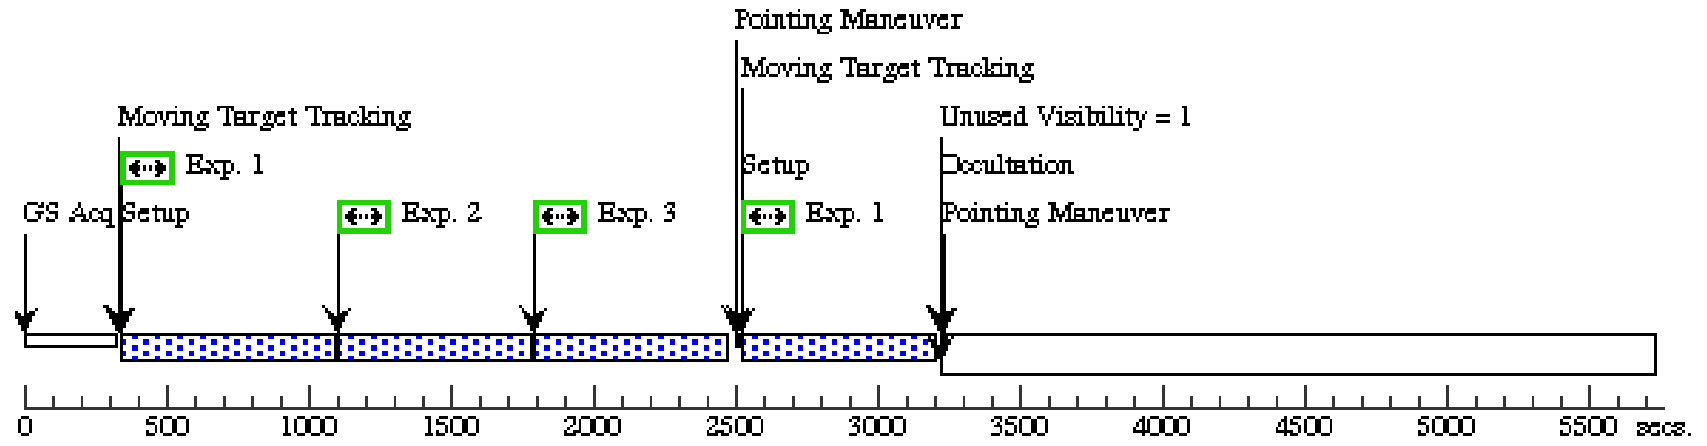 Pointing Maneuver
Moving Target Tracking
Moving Target Tracking
Unused Visibility = 1
Exp. 1
Setup
Occultation
GS Acq
Setup
Exp. 2
Exp. 3
Exp. 1
Pointing Maneuver
0 500 1000 1500 2000 2500 3000 3500 4000 4500 5000 5500 secs.